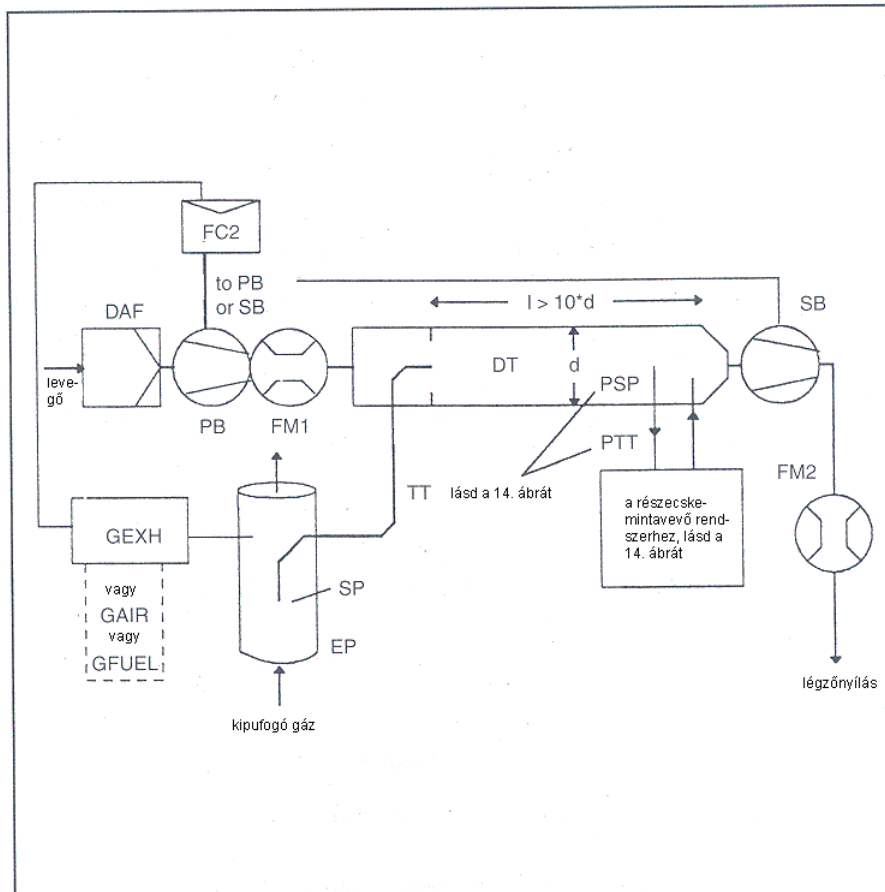 FC2
to PB
or SB
DAF
l > 10*d
SB
leve-
gő
DT
d
PSP
PB
FM1
PTT
TT
lásd a 14. ábrát
FM2
GEXH
a részecske-
mintavevő rend-
szerhez, lásd a
14. ábrát
vagy
GAIR
vagy
GFUEL
SP
EP
légzőnyílás
kipufogó gáz